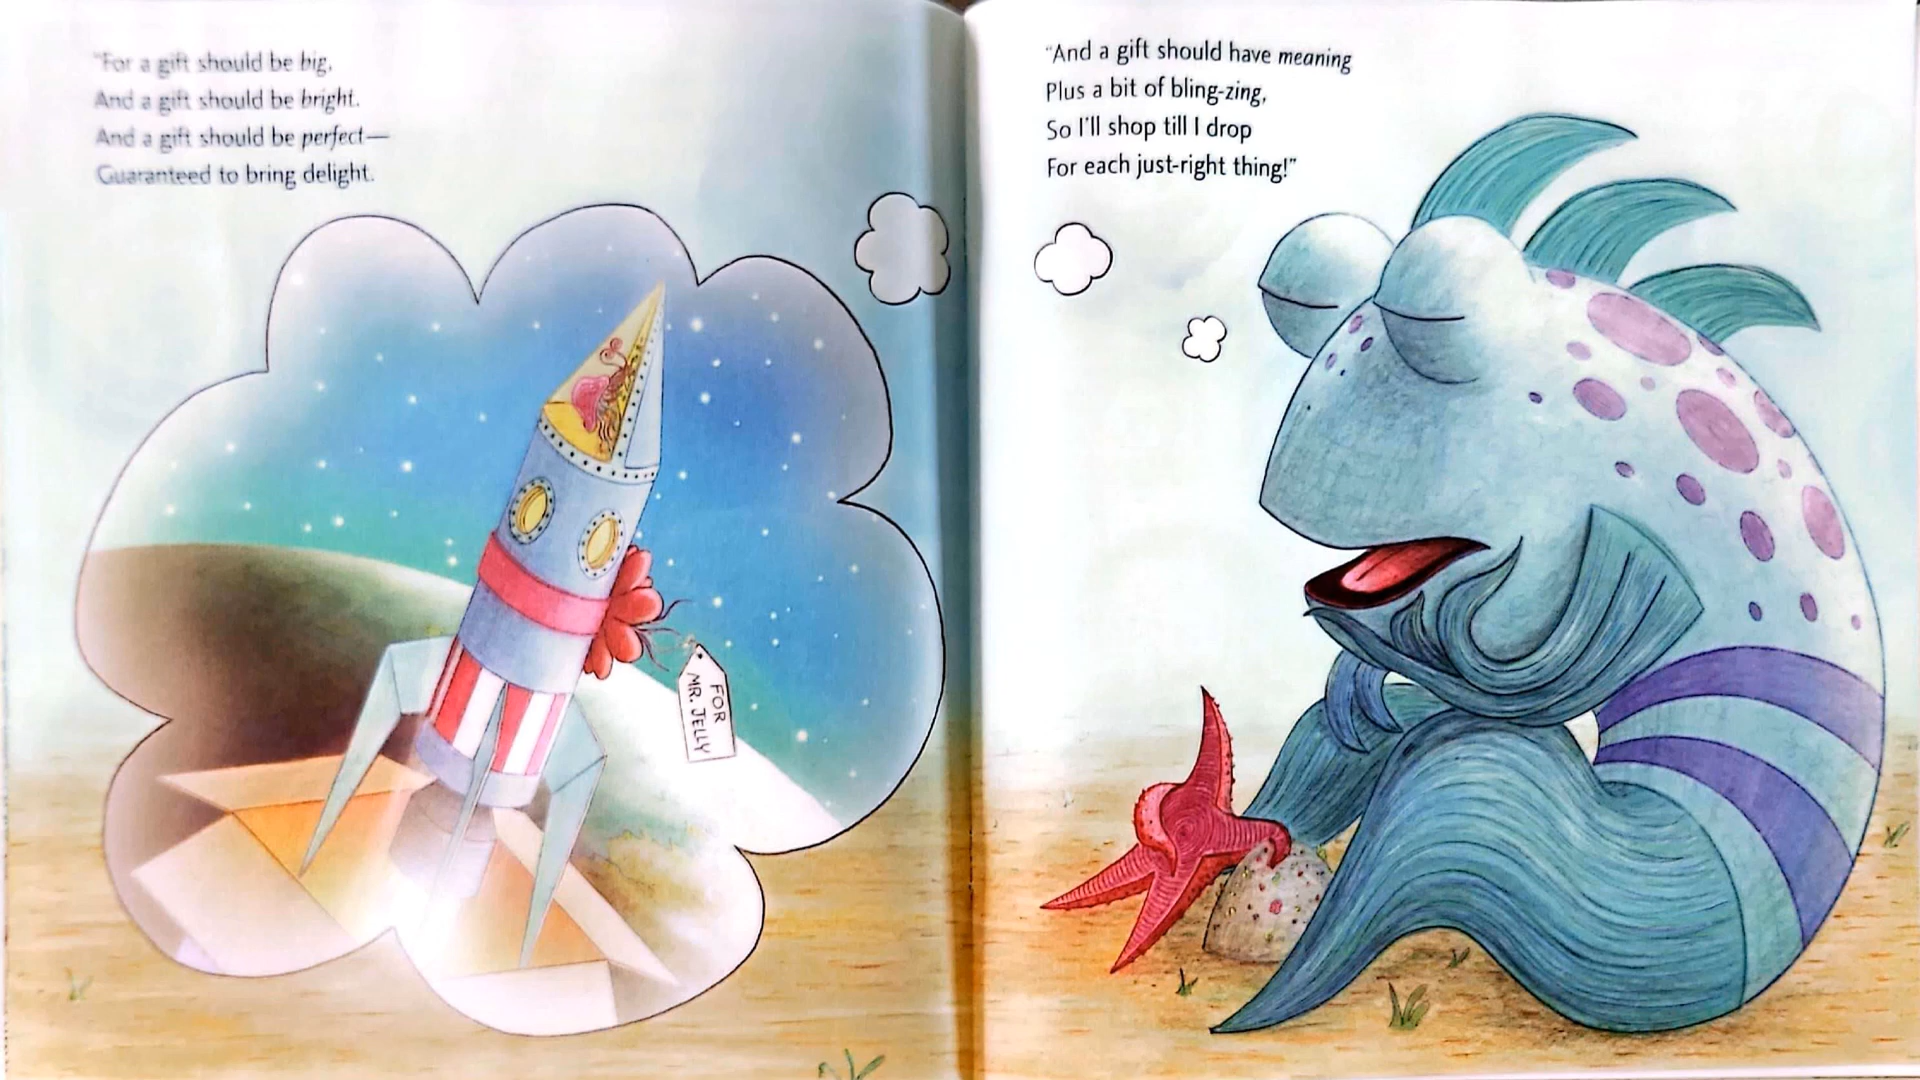 "For a gift should be big,
And a gift should be bright.
And a gift should be perfect—
Guaranteed to bring delight.
FOR
MR. JELLY
"And a gift should have meaning
Plus a bit of bling-zing,
So I'll shop till I drop
For each just-right thing!"